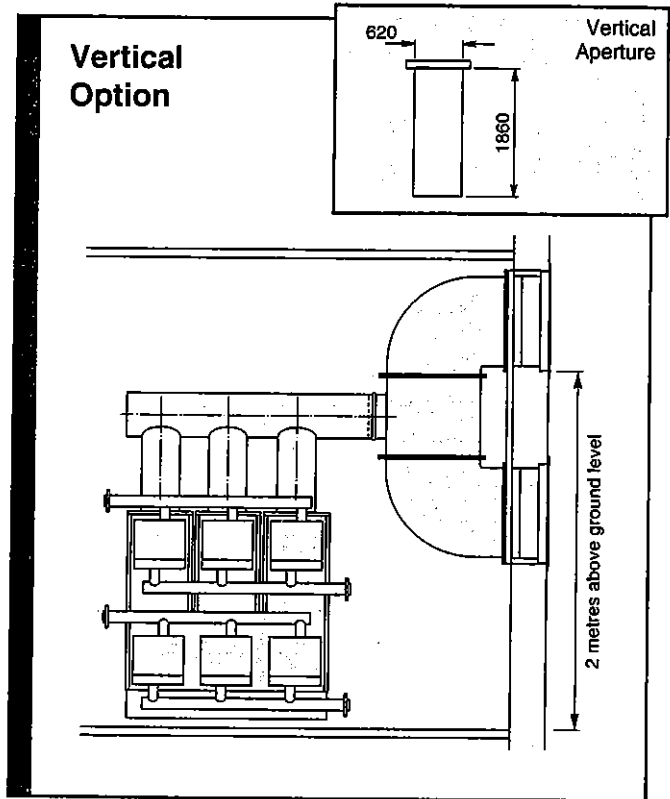 Vertical
Option
Vertical
Aperture
620
1860
2 metres above ground level